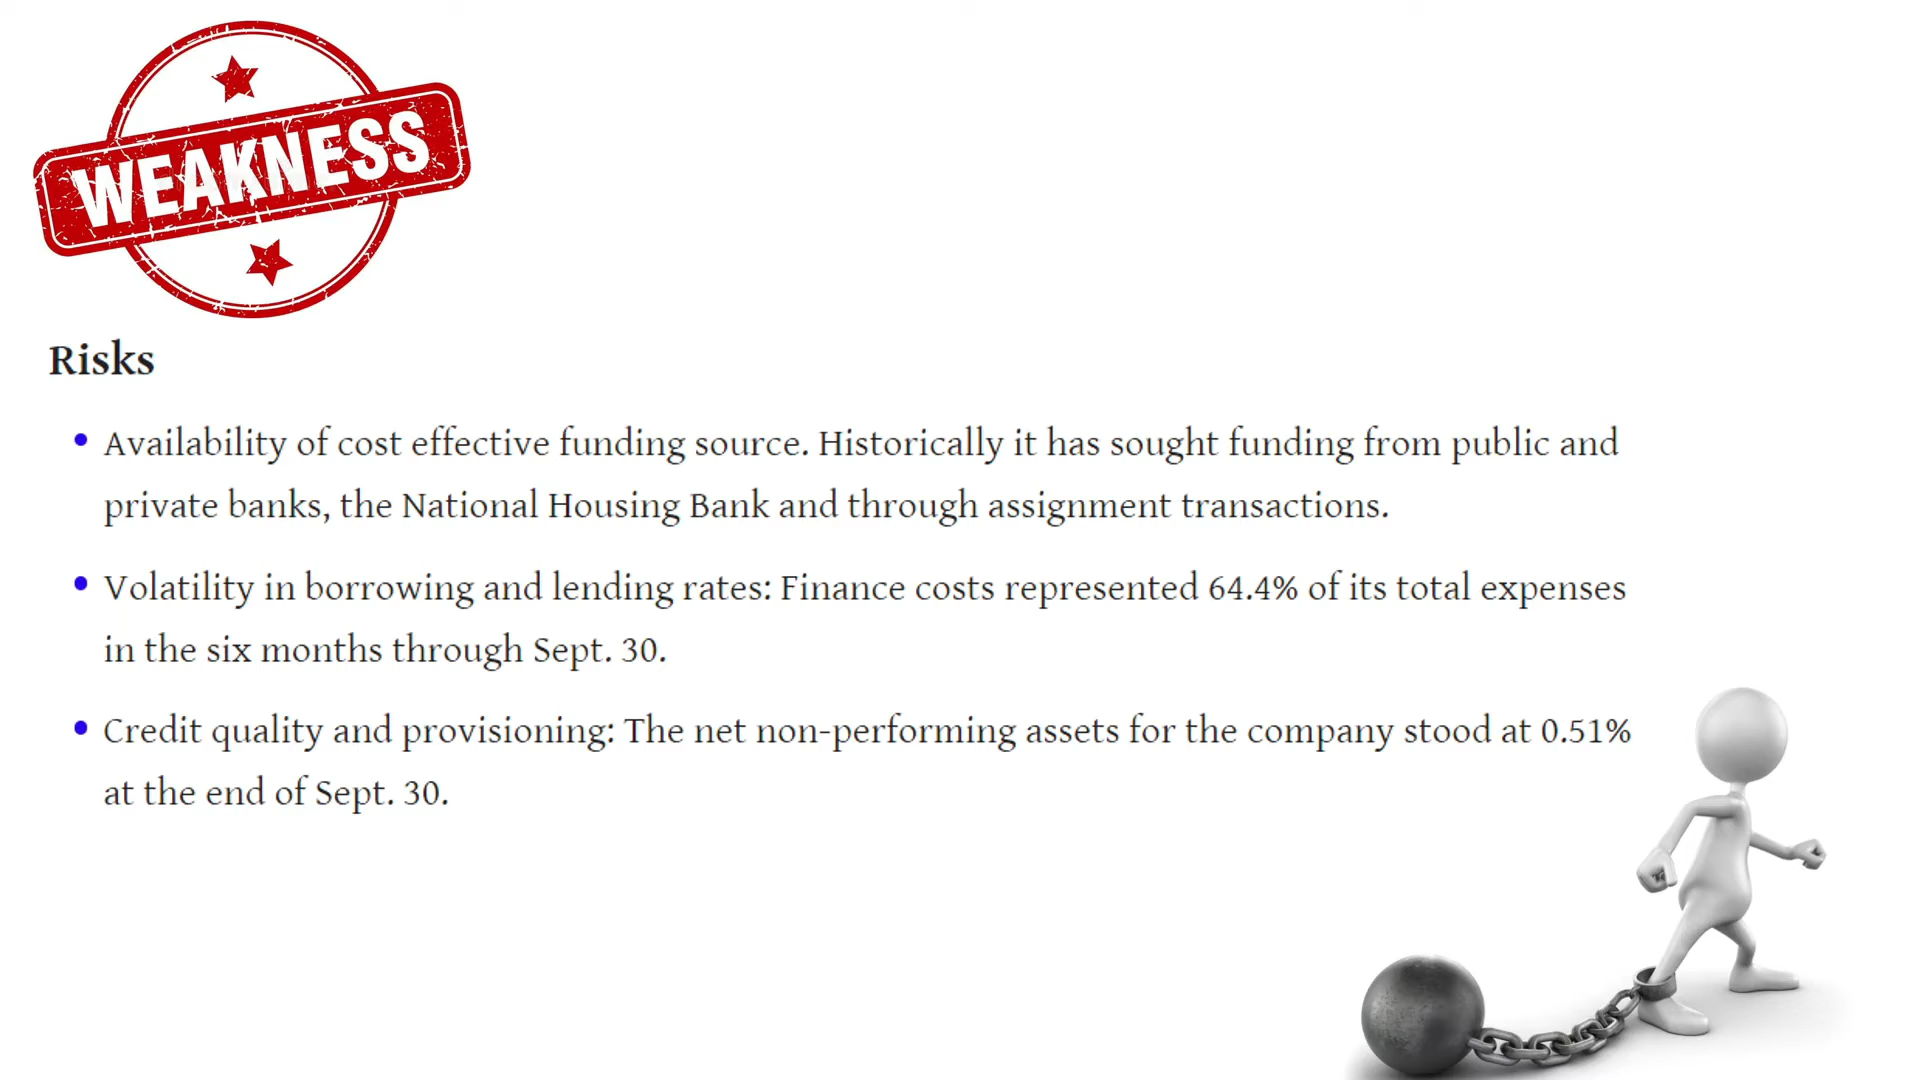 WEAKNESS
Risks
Availability of cost effective funding source. Historically it has sought funding from public and
private banks, the National Housing Bank and through assignment transactions.
Volatility in borrowing and lending rates: Finance costs represented 64.4% of its total expenses
in the six months through Sept. 30.
Credit quality and provisioning: The net non-performing assets for the company stood at 0.51%
at the end of Sept. 30.